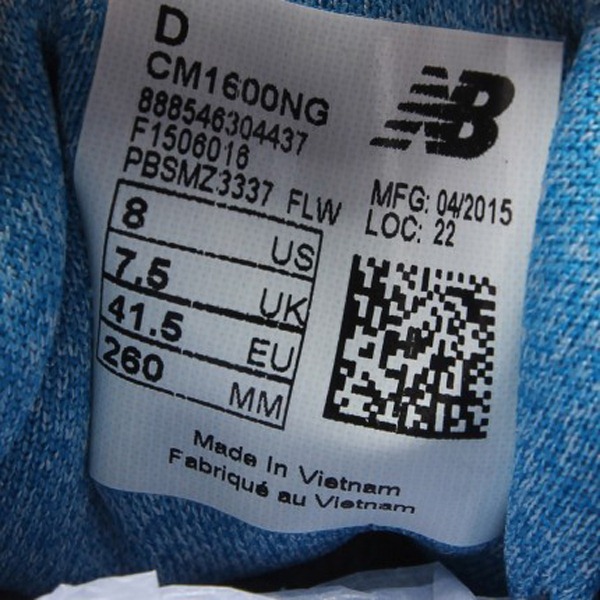 D
CM1600NG
888546304437
F1506016
PBSMZ3337 FLW
NB
MFG: 04/2015
LOC: 22
8 US
7.5 UK
41.5 EU
260 MM
Made In Vietnam
Fabriqué au Vietnam